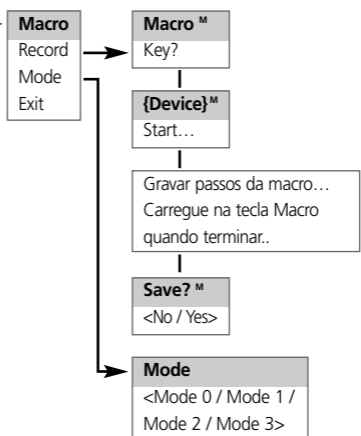 Macro
Record
Mode
Exit
Macro ᴹ
Key?
{Device} ᴹ
Start…
Gravar passos da macro…
Carregue na tecla Macro
quando terminar..
Save? ᴹ
<No / Yes>
Mode
<Mode 0 / Mode 1 /
Mode 2 / Mode 3>